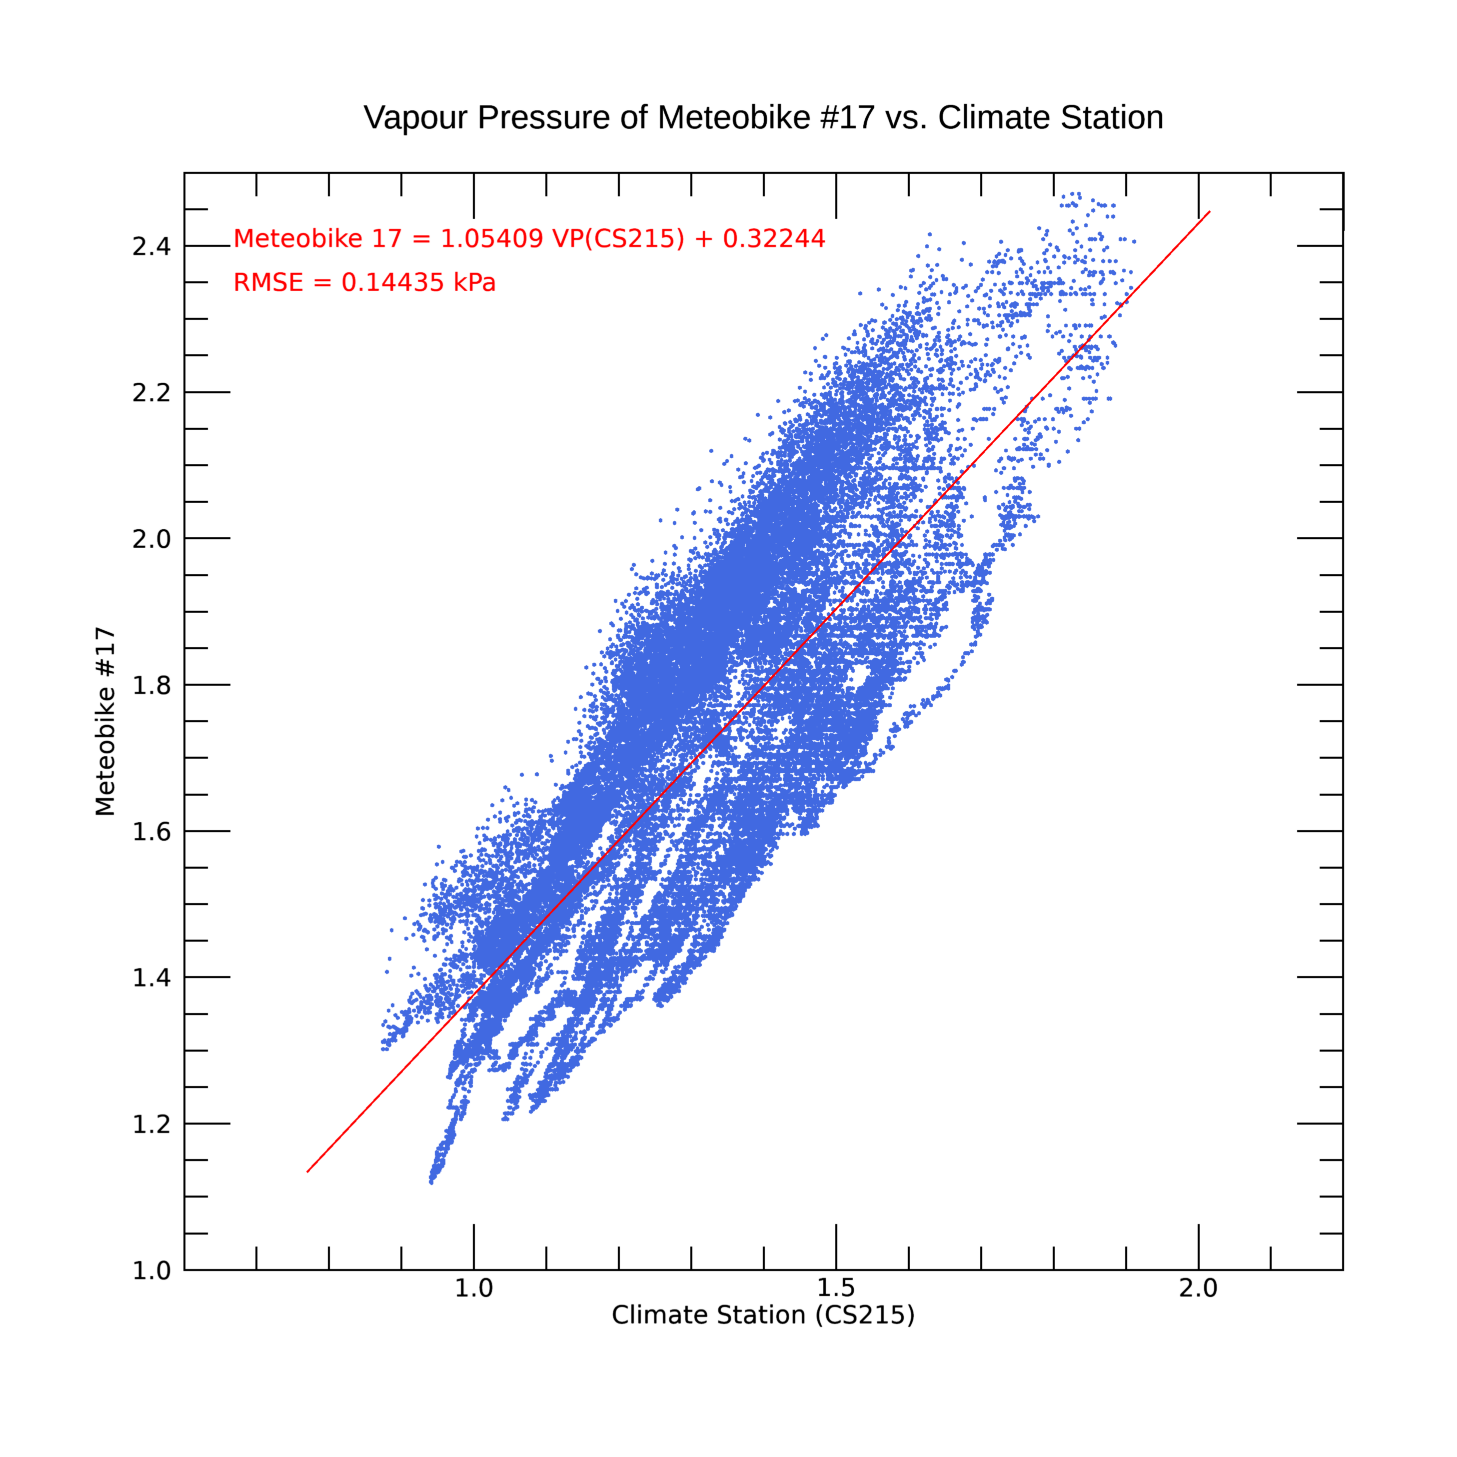 Vapour Pressure of Meteobike #17 vs. Climate Station
Meteobike 17 = 1.05409 VP(CS215) + 0.32244
RMSE = 0.14435 kPa
2.4
2.2
2.0
1.8
1.6
1.4
1.2
1.0
Meteobike #17
1.0 1.5 2.0
Climate Station (CS215)